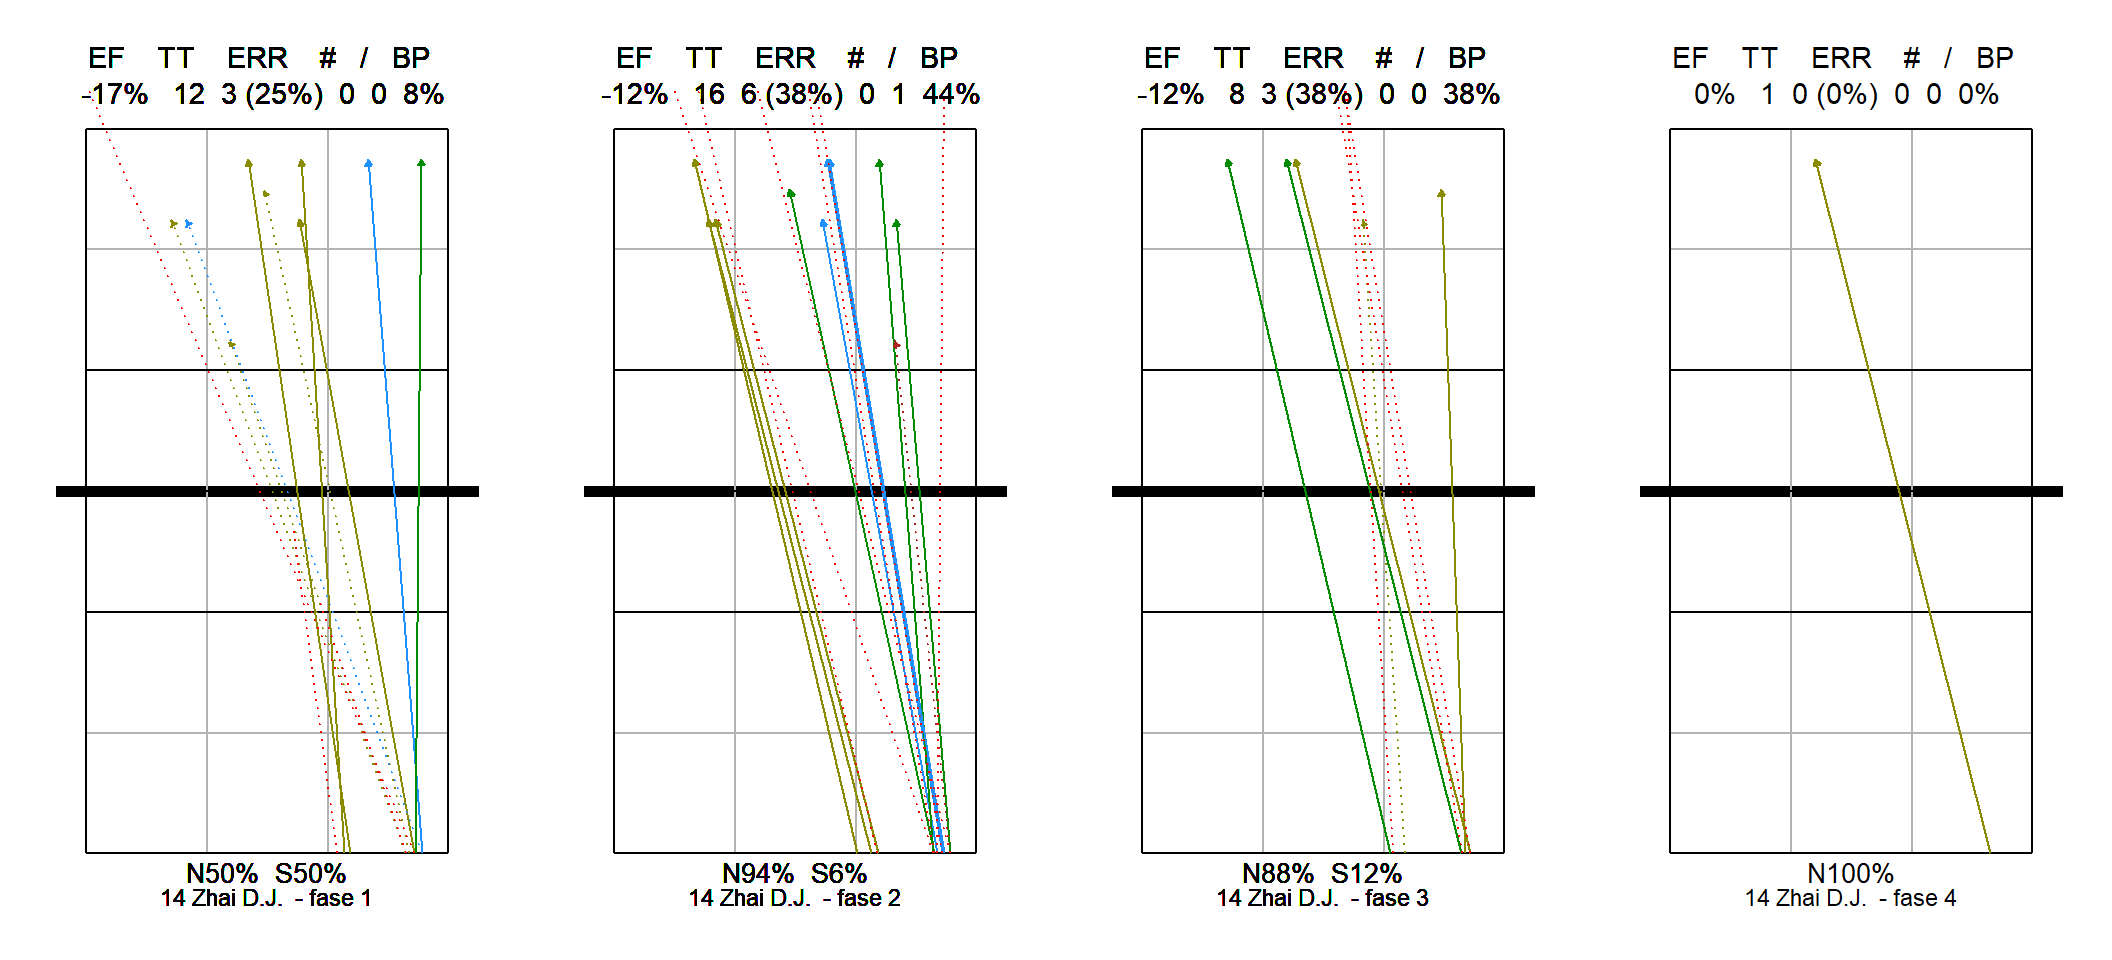 EF TT ERR # / BP
-17% 12 3 (25%) 0 0 8%
N50% S50%
14 Zhai D.J. - fase 1
EF TT ERR # / BP
-12% 16 6 (38%) 0 1 44%
N94% S6%
14 Zhai D.J. - fase 2
EF TT ERR # / BP
-12% 8 3 (38%) 0 0 38%
N88% S12%
14 Zhai D.J. - fase 3
EF TT ERR # / BP
0% 1 0 (0%) 0 0 0%
N100%
14 Zhai D.J. - fase 4